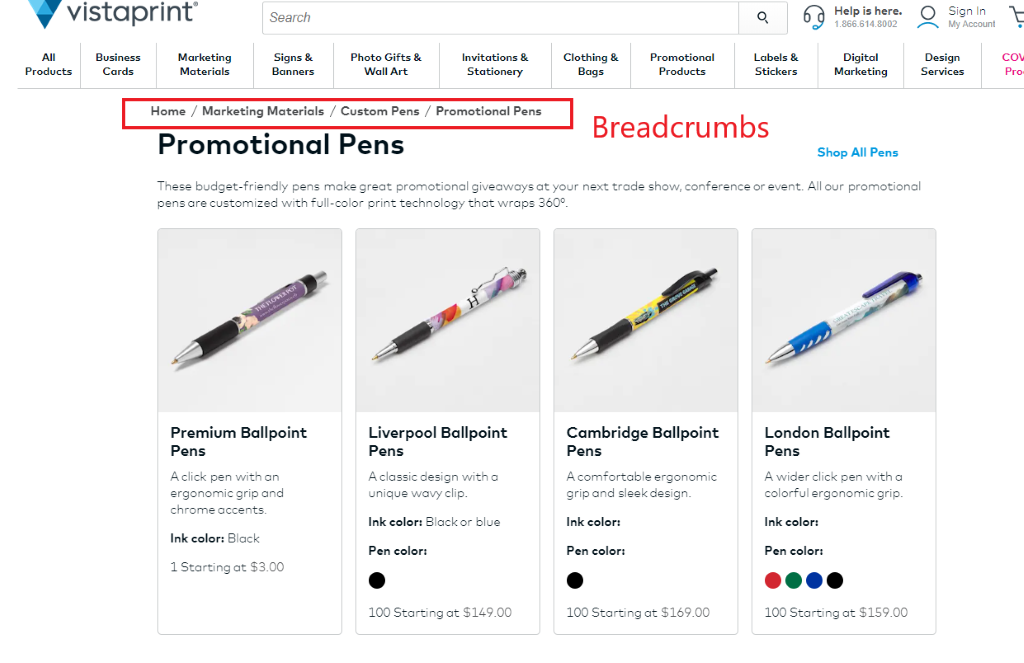 vistaprint®
Search
Help is here.
1.866.614.8002
Sign In
My Account
All
Products
Business
Cards
Marketing
Materials
Signs &
Banners
Photo Gifts &
Wall Art
Invitations &
Stationery
Clothing &
Bags
Promotional
Products
Labels &
Stickers
Digital
Marketing
Design
Services
COV
Pro
Home / Marketing Materials / Custom Pens / Promotional Pens
Breadcrumbs
Promotional Pens
Shop All Pens
These budget-friendly pens make great promotional giveaways at your next trade show, conference or event. All our promotional
pens are customized with full-color print technology that wraps 360º.
THE FLOWER POT
H
Premium Ballpoint
Pens
A click pen with an
ergonomic grip and
chrome accents.
Ink color: Black
1 Starting at $3.00
Liverpool Ballpoint
Pens
A classic design with a
unique wavy clip.
Ink color: Black or blue
Pen color:
100 Starting at $149.00
Cambridge Ballpoint
Pens
A comfortable ergonomic
grip and sleek design.
Ink color:
Pen color:
100 Starting at $169.00
London Ballpoint
Pens
A wider click pen with a
colorful ergonomic grip.
Ink color:
Pen color:
100 Starting at $159.00